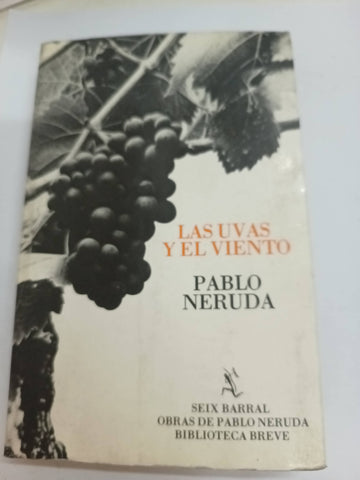 LAS UVAS
Y EL VIENTO
PABLO
NERUDA
SEIX BARRAL
OBRAS DE PABLO NERUDA
BIBLIOTECA BREVE